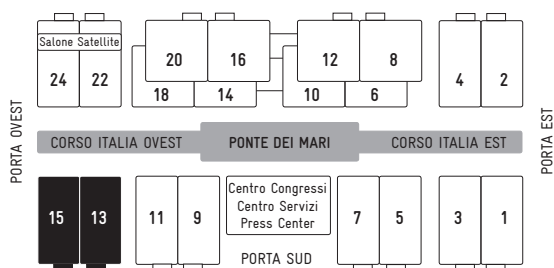 Salone Satellite
24 22
20 16
18 14
12 8
10 6
4 2
PORTA OVEST
CORSO ITALIA OVEST
PONTE DEI MARI
CORSO ITALIA EST
PORTA EST
15 13
11 9
Centro Congressi
Centro Servizi
Press Center
7 5
3 1
PORTA SUD